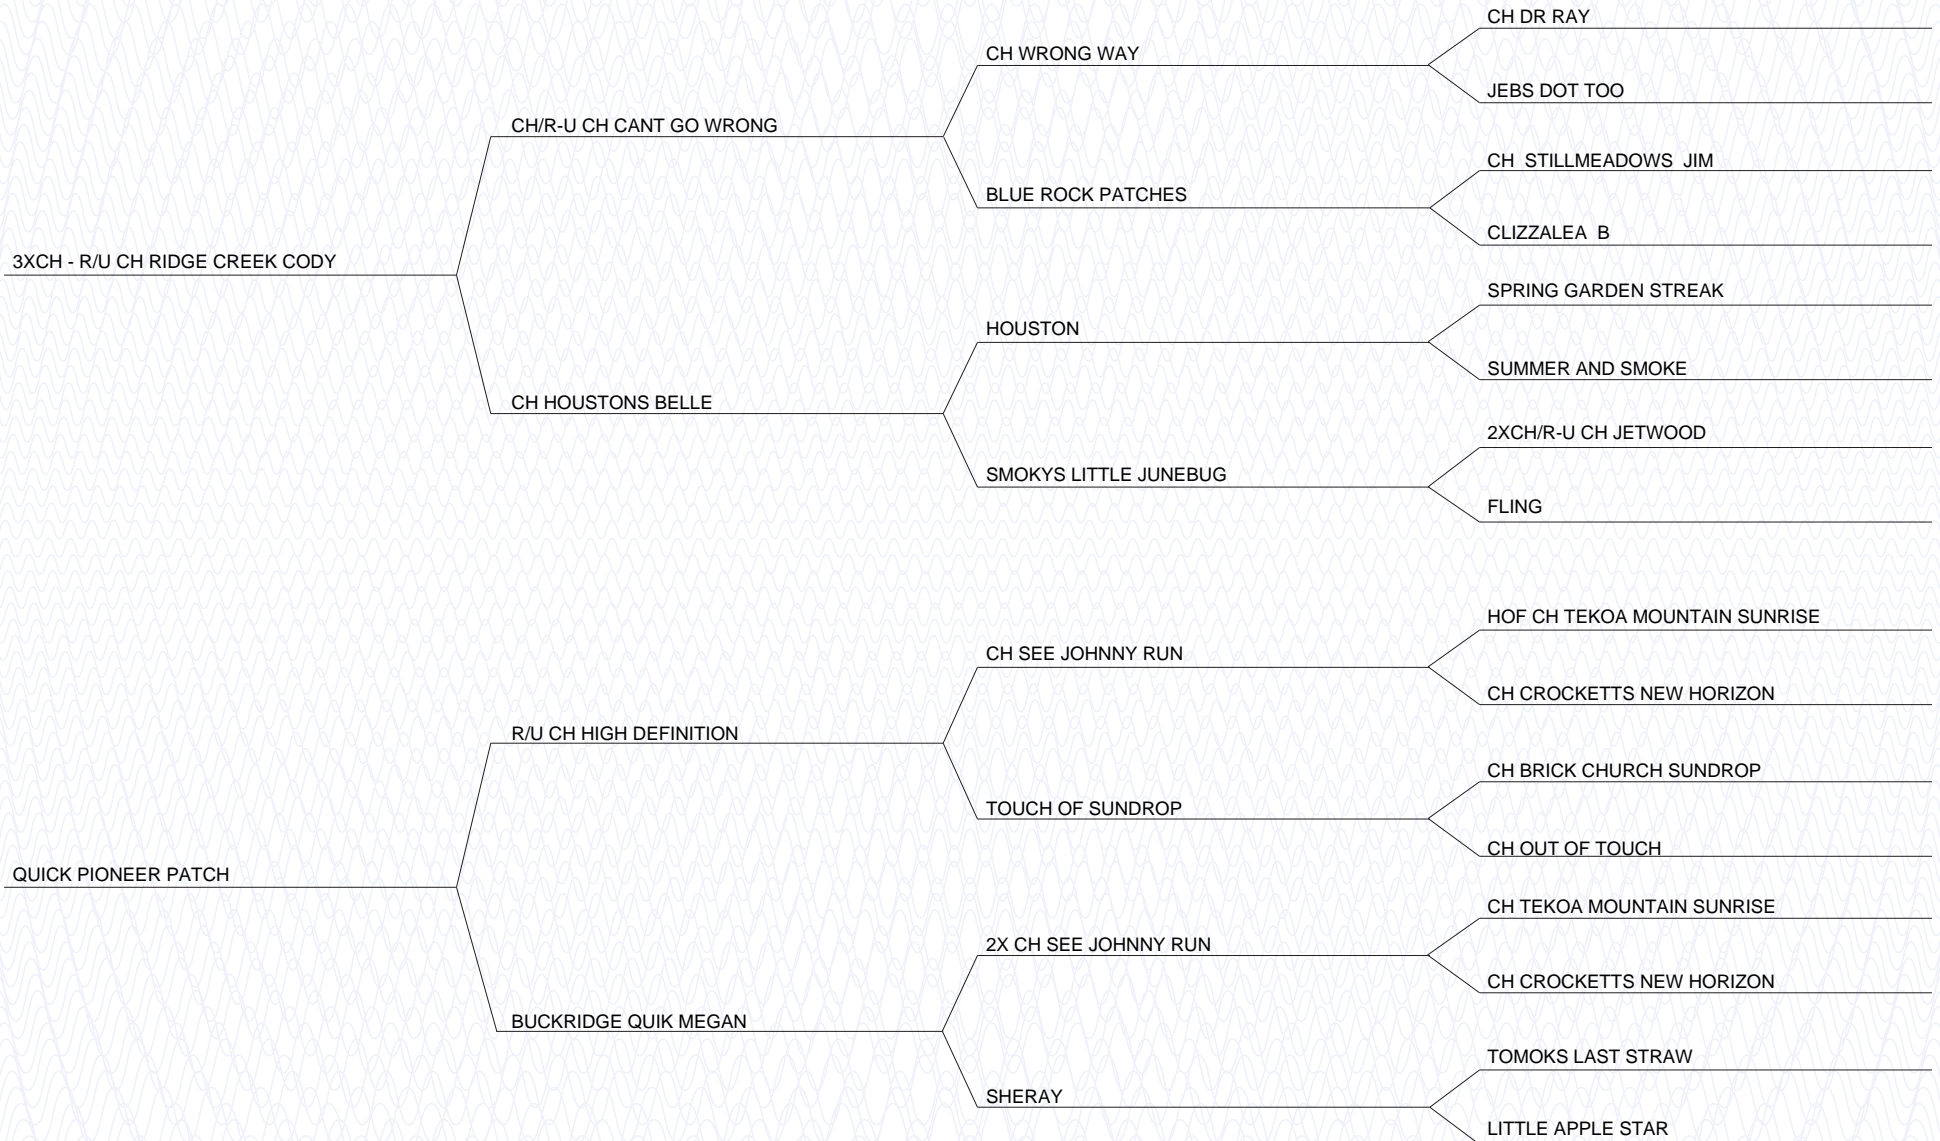 CH DR RAY
CH WRONG WAY
JEBS DOT TOO
CH/R-U CH CANT GO WRONG
CH  STILLMEADOWS  JIM
BLUE ROCK PATCHES
CLIZZALEA  B
3XCH - R/U CH RIDGE CREEK CODY
SPRING GARDEN STREAK
HOUSTON
SUMMER AND SMOKE
CH HOUSTONS BELLE
2XCH/R-U CH JETWOOD
SMOKYS LITTLE JUNEBUG
FLING
HOF CH TEKOA MOUNTAIN SUNRISE
CH SEE JOHNNY RUN
CH CROCKETTS NEW HORIZON
R/U CH HIGH DEFINITION
CH BRICK CHURCH SUNDROP
TOUCH OF SUNDROP
CH OUT OF TOUCH
QUICK PIONEER PATCH
CH TEKOA MOUNTAIN SUNRISE
2X CH SEE JOHNNY RUN
CH CROCKETTS NEW HORIZON
BUCKRIDGE QUIK MEGAN
TOMOKS LAST STRAW
SHERAY
LITTLE APPLE STAR